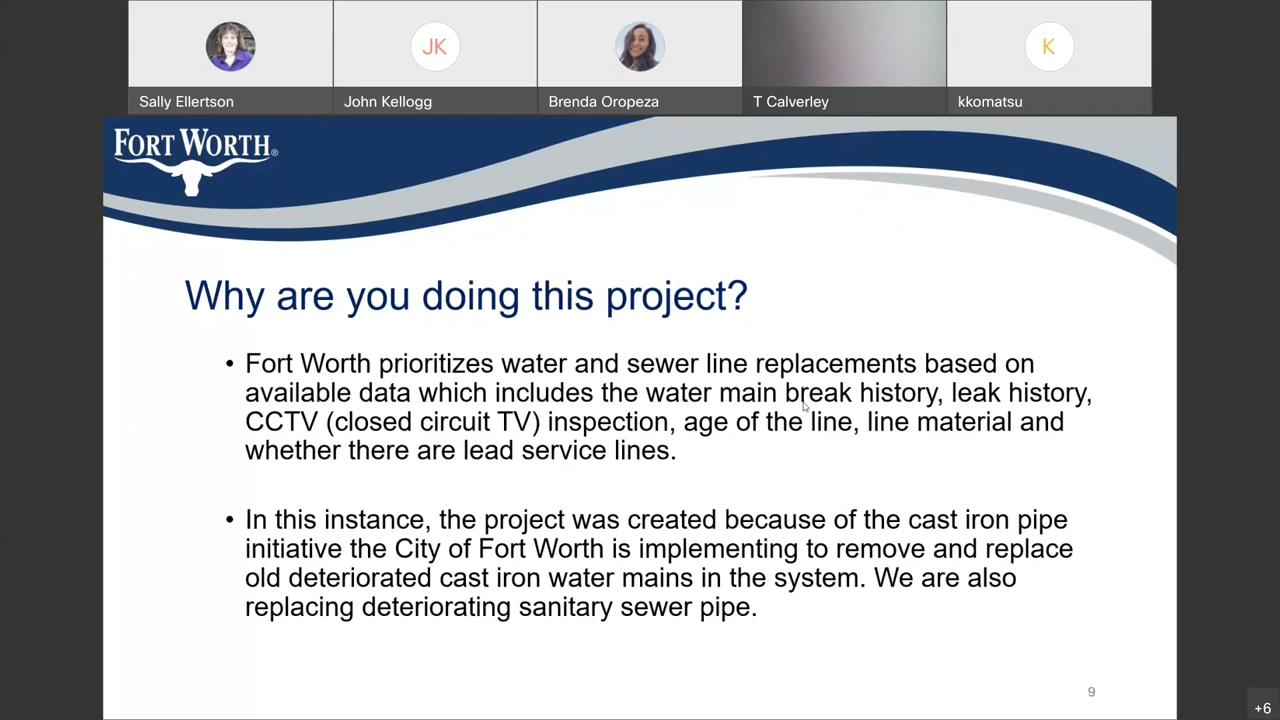 JK
K
Sally Ellertson
John Kellogg
Brenda Oropeza
T Calverley
kkomatsu
FORT WORTH®
Why are you doing this project?
• Fort Worth prioritizes water and sewer line replacements based on
available data which includes the water main break history, leak history,
CCTV (closed circuit TV) inspection, age of the line, line material and
whether there are lead service lines.
• In this instance, the project was created because of the cast iron pipe
initiative the City of Fort Worth is implementing to remove and replace
old deteriorated cast iron water mains in the system. We are also
replacing deteriorating sanitary sewer pipe.
9
+6